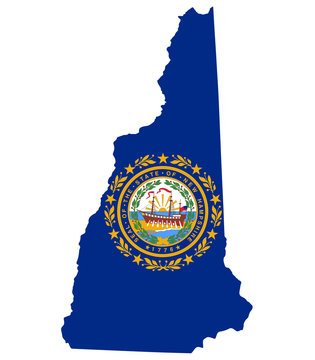 SEAL · OF · THE · STATE · OF · NEW · HAMPSHIRE
1776